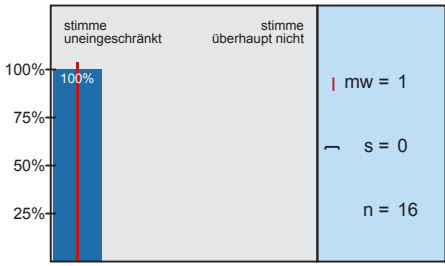 stimme
uneingeschränkt
stimme
überhaupt nicht
100%
75%
50%
25%
100%
mw = 1
s = 0
n = 16